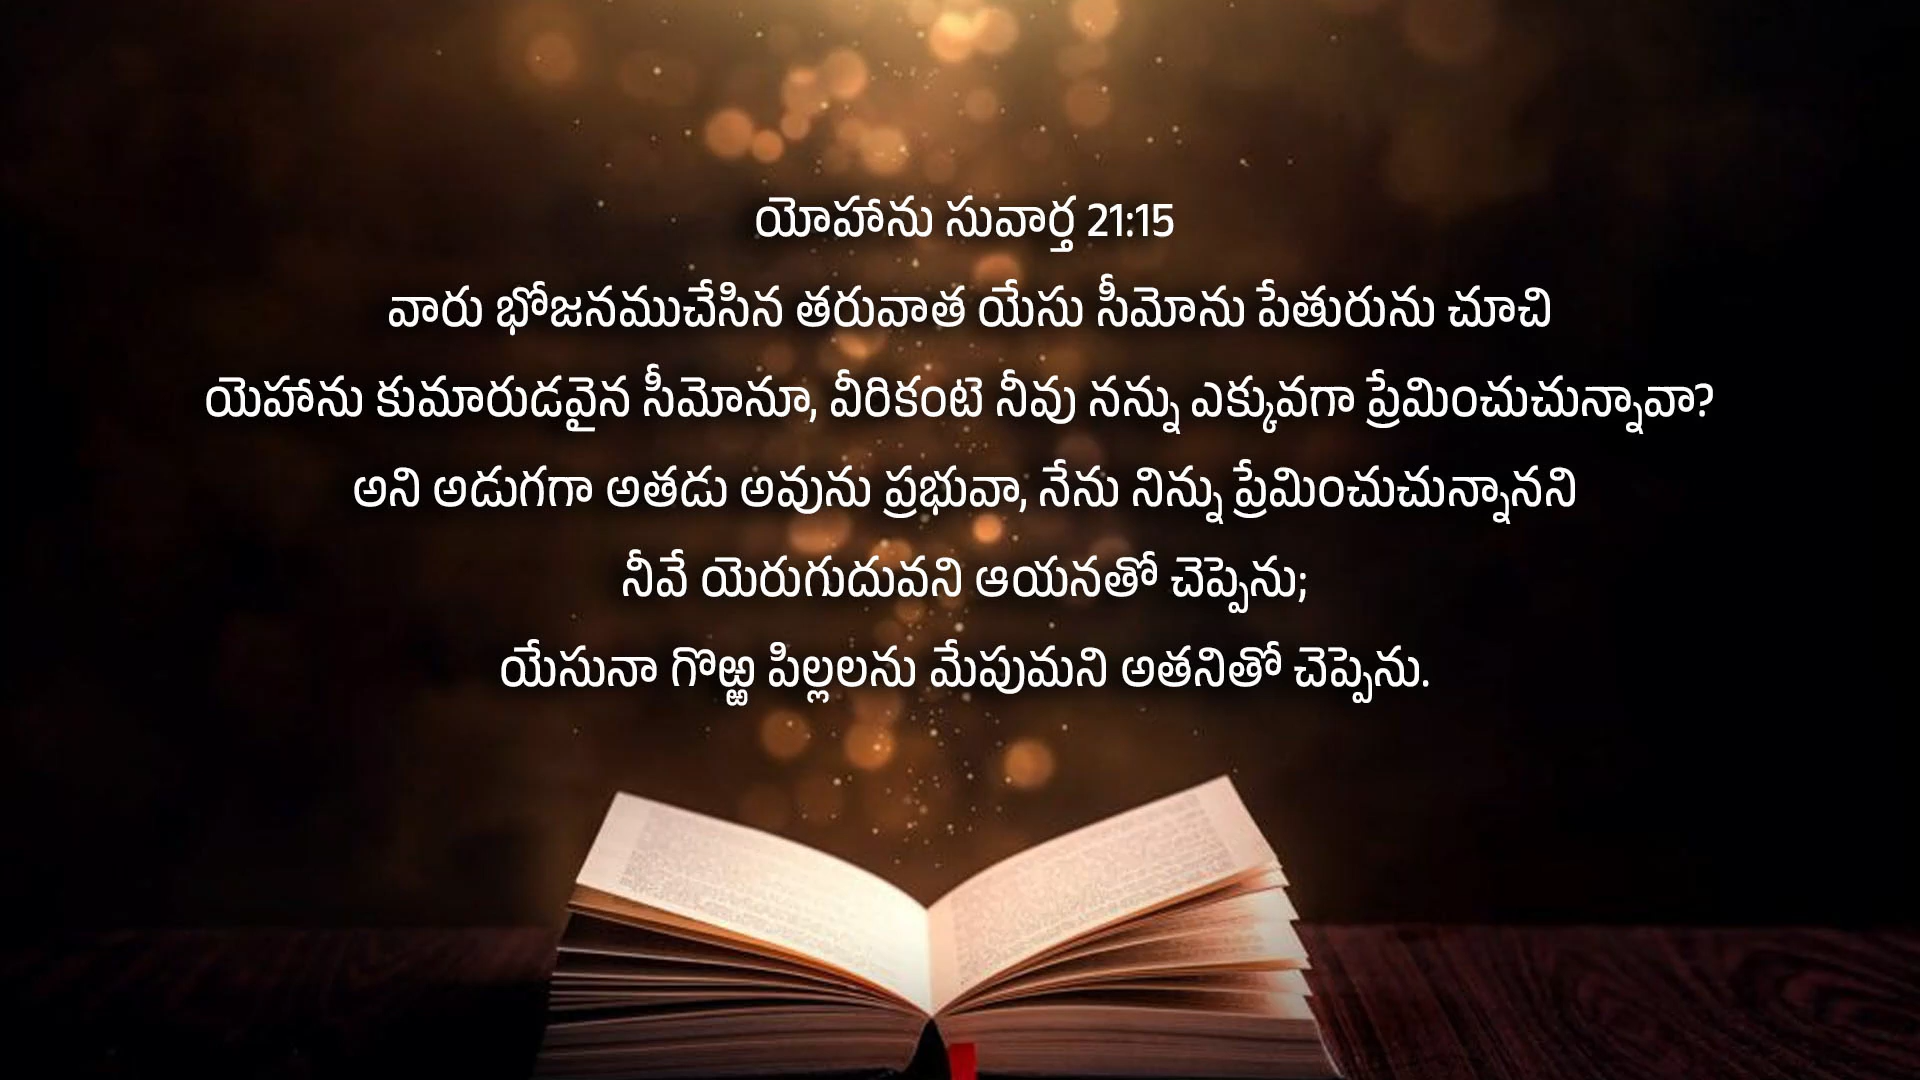 యోహాను సువార్త 21:15
వారు భోజనముచేసిన తరువాత యేసు సీమోను పేతురును చూచి
యెహాను కుమారుడవైన సీమోనూ, వీరికంటె నీవు నన్ను ఎక్కువగా ప్రేమించుచున్నావా?
అని అడుగగా అతడు అవును ప్రభువా, నేను నిన్ను ప్రేమించుచున్నానని
నీవే యెరుగుదువని ఆయనతో చెప్పెను;
యేసునా గొఱ్ఱ పిల్లలను మేపుమని అతనితో చెప్పెను.